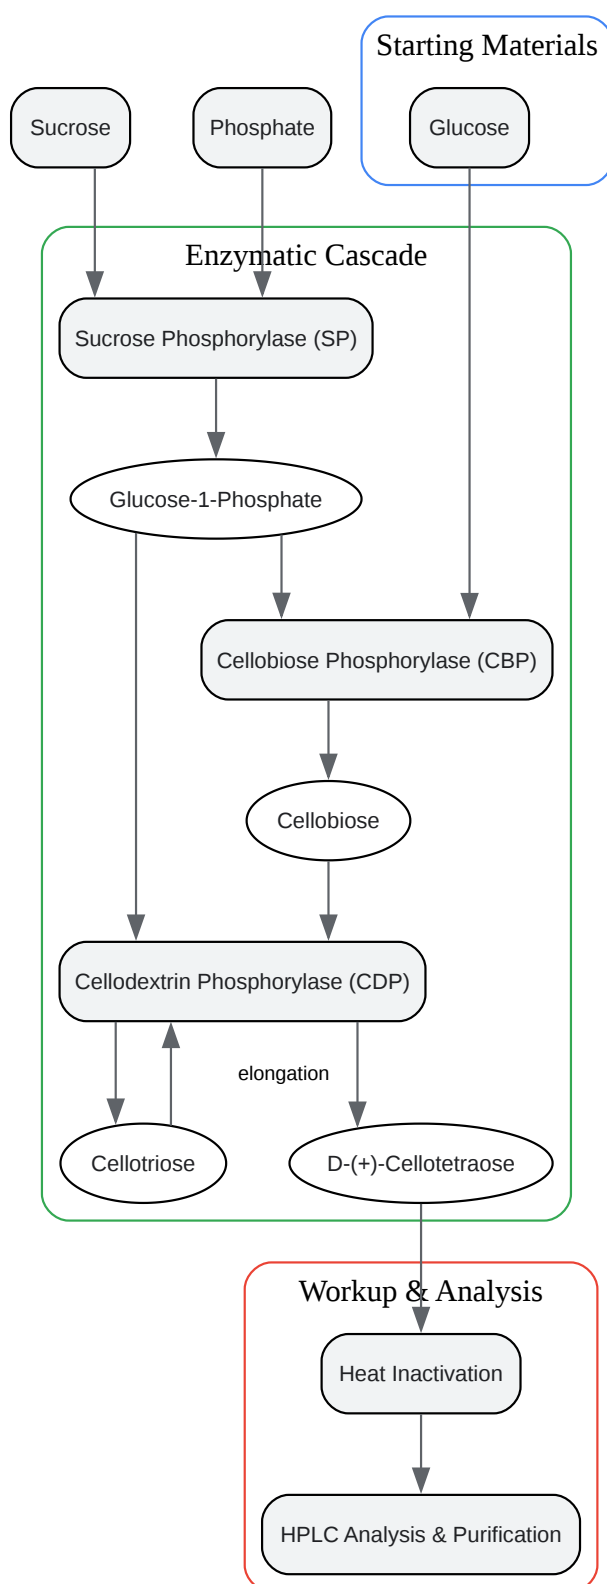 Starting Materials
Sucrose
Phosphate
Glucose
Enzymatic Cascade
Sucrose Phosphorylase (SP)
Glucose-1-Phosphate
Cellobiose Phosphorylase (CBP)
Cellobiose
Cellodextrin Phosphorylase (CDP)
elongation
Cellotriose
D-(+)-Cellotetraose
Workup & Analysis
Heat Inactivation
HPLC Analysis & Purification